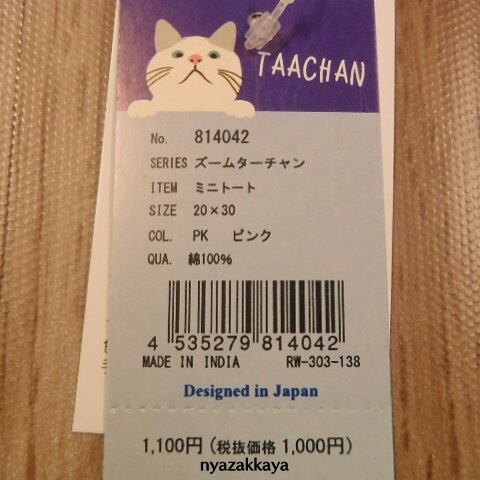 TAACHAN
No. 814042
SERIES ズームターチャン
ITEM ミニトート
SIZE 20×30
COL. PK ピンク
QUA. 綿100%
4 535279 814042
MADE IN INDIA RW-303-138
Designed in Japan
1,100円 (税抜価格 1,000円)
nyazakkaya